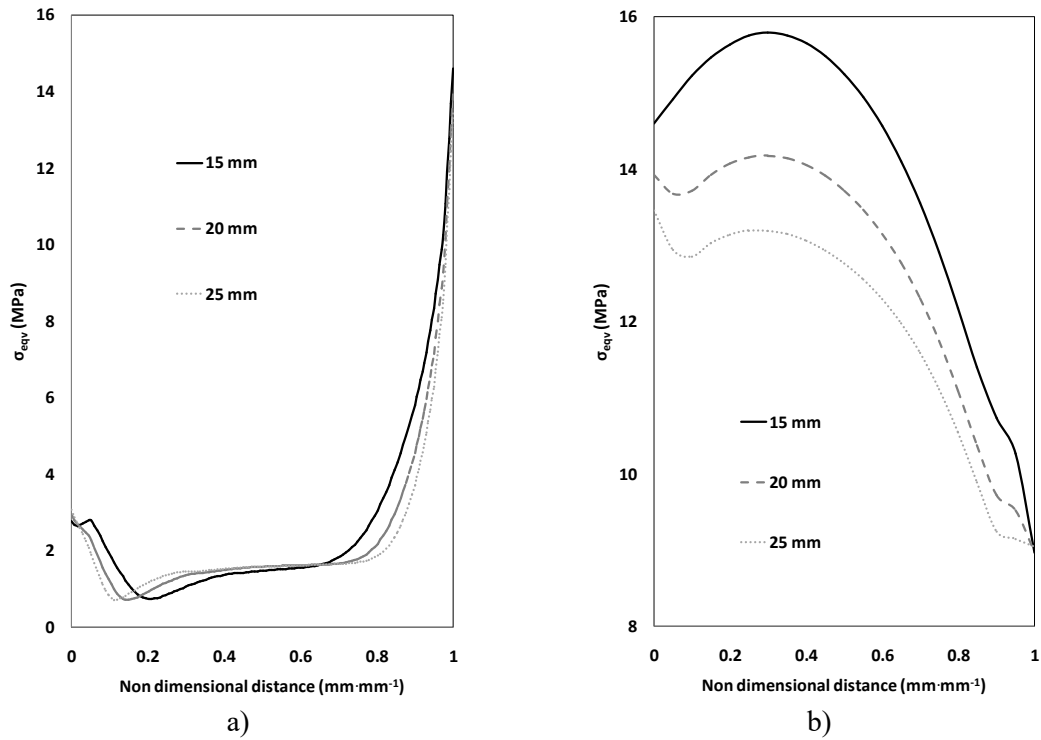 16
14
12
10
8
6
4
2
0
σeqv (MPa)
15 mm
20 mm
25 mm
0 0.2 0.4 0.6 0.8 1
Non dimensional distance (mm·mm⁻¹)
a)
16
14
12
10
8
σeqv (MPa)
15 mm
20 mm
25 mm
0 0.2 0.4 0.6 0.8 1
Non dimensional distance (mm·mm⁻¹)
b)